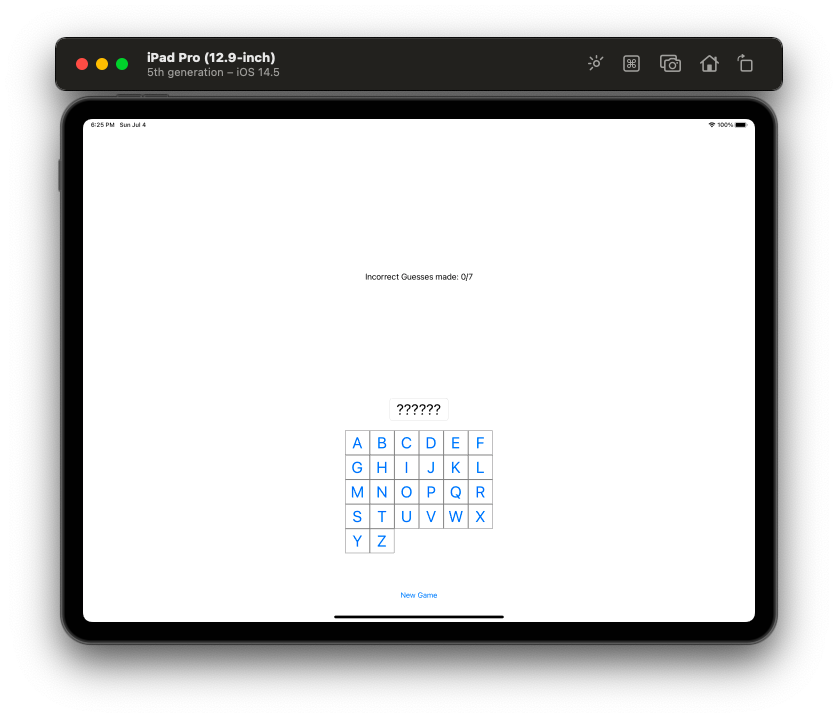 iPad Pro (12.9-inch)
5th generation – iOS 14.5
6:25 PM Sun Jul 4 100%
Incorrect Guesses made: 0/7
??????
A B C D E F
G H I J K L
M N O P Q R
S T U V W X
Y Z
New Game